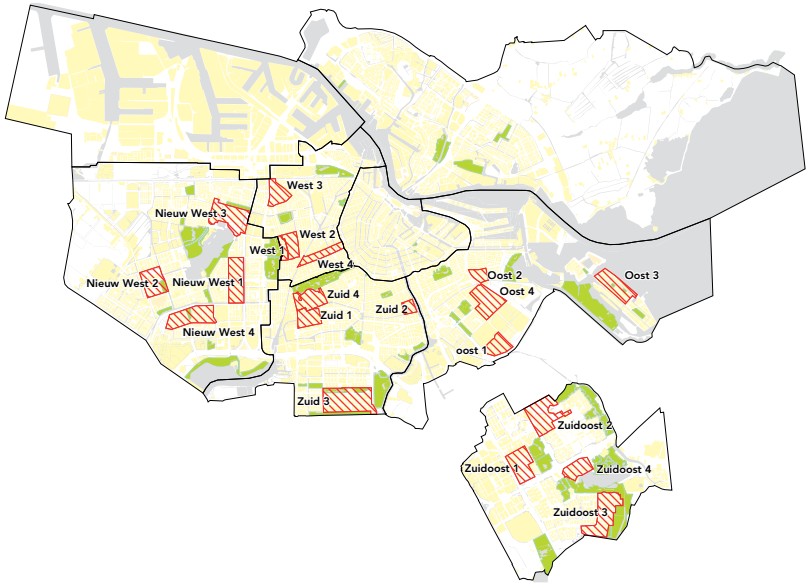 West 3
Nieuw West 3
West 2
West 1
West 4
Nieuw West 2
Nieuw West 1
Oost 2
Oost 3
Oost 4
Zuid 4
Zuid 2
Zuid 1
Nieuw West 4
oost 1
Zuid 3
Zuidoost 2
Zuidoost 1
Zuidoost 4
Zuidoost 3